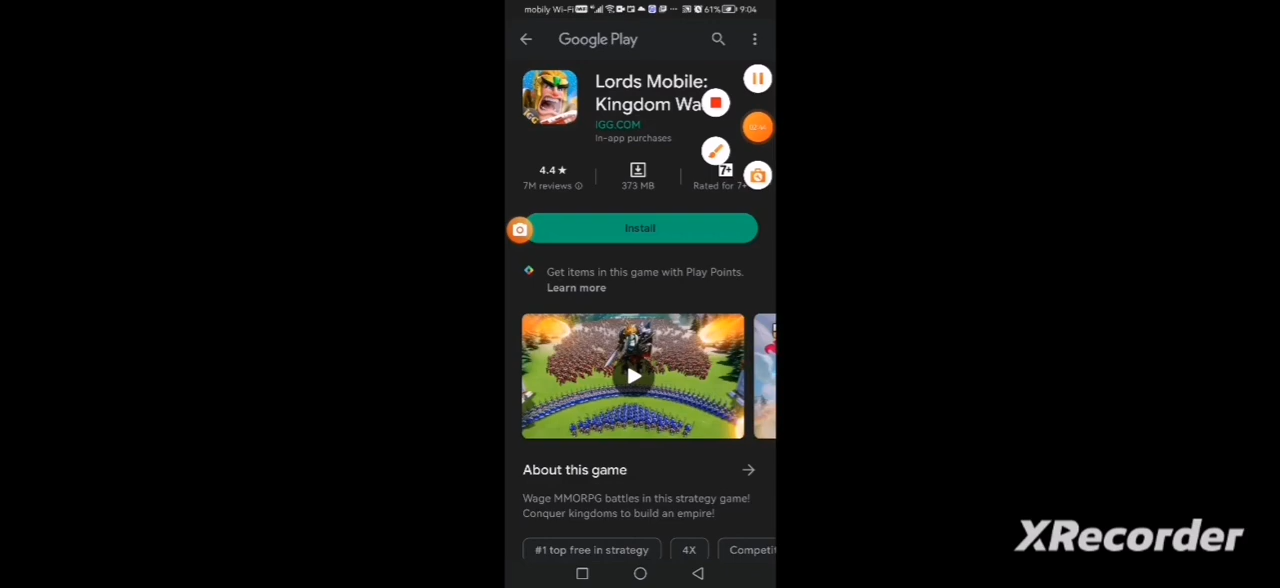 mobily Wi-Fi 61% 9:04
Google Play
Lords Mobile:
Kingdom Wa
IGG.COM
In-app purchases
4.4★
7+
7M reviews
373 MB
Rated for 7+
Install
Get items in this game with Play Points.
Learn more
About this game
Wage MMORPG battles in this strategy game!
Conquer kingdoms to build an empire!
#1 top free in strategy 4X Competit
XRecorder